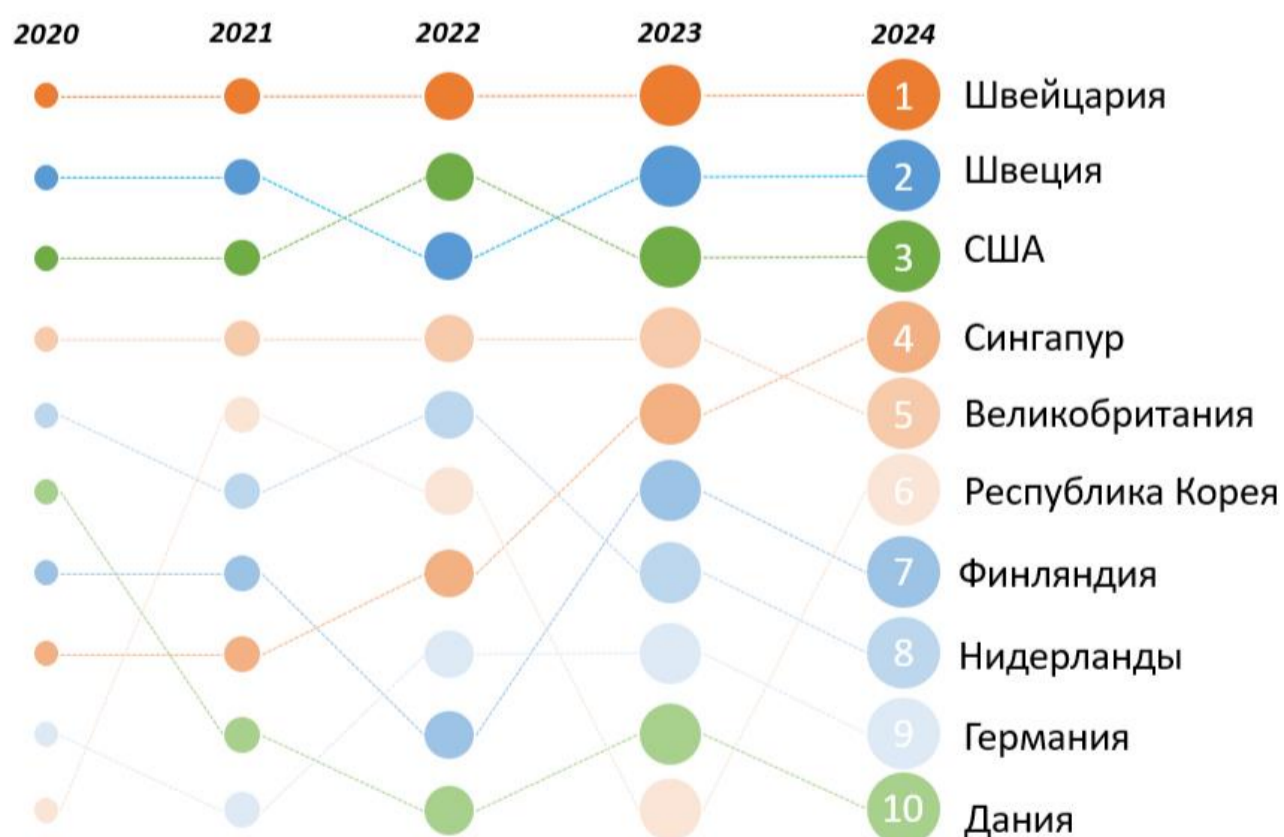 2020 2021 2022 2023 2024
1 Швейцария
2 Швеция
3 США
4 Сингапур
5 Великобритания
6 Республика Корея
7 Финляндия
8 Нидерланды
9 Германия
10 Дания